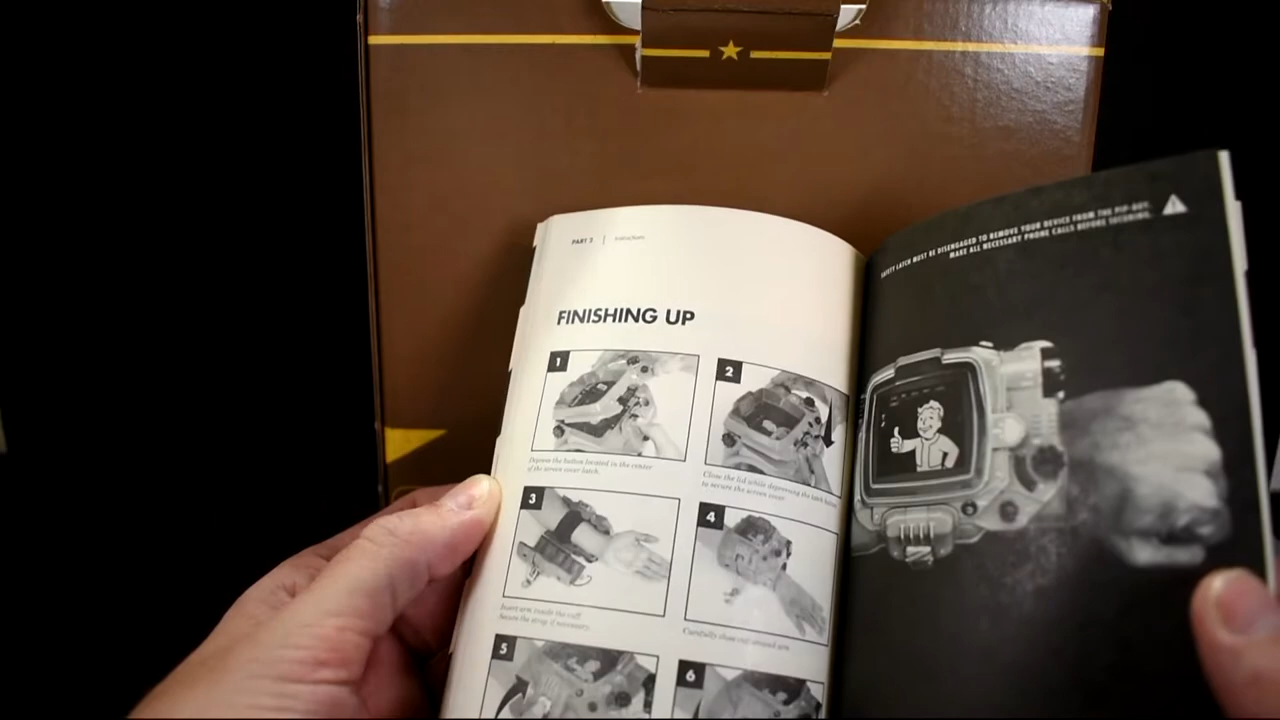 PART 2 | Instructions
FINISHING UP
1
Depress the button located in the center
of the screen cover latch.
2
Close the lid while depressing the latch button
to secure the screen cover.
3
Insert arm inside the cuff.
Secure the strap if necessary.
4
Carefully close cuff around arm.
5
6
SAFETY LATCH MUST BE DISENGAGED TO REMOVE YOUR DEVICE FROM THE PIP-BOY.
MAKE ALL NECESSARY PHONE CALLS BEFORE SECURING.